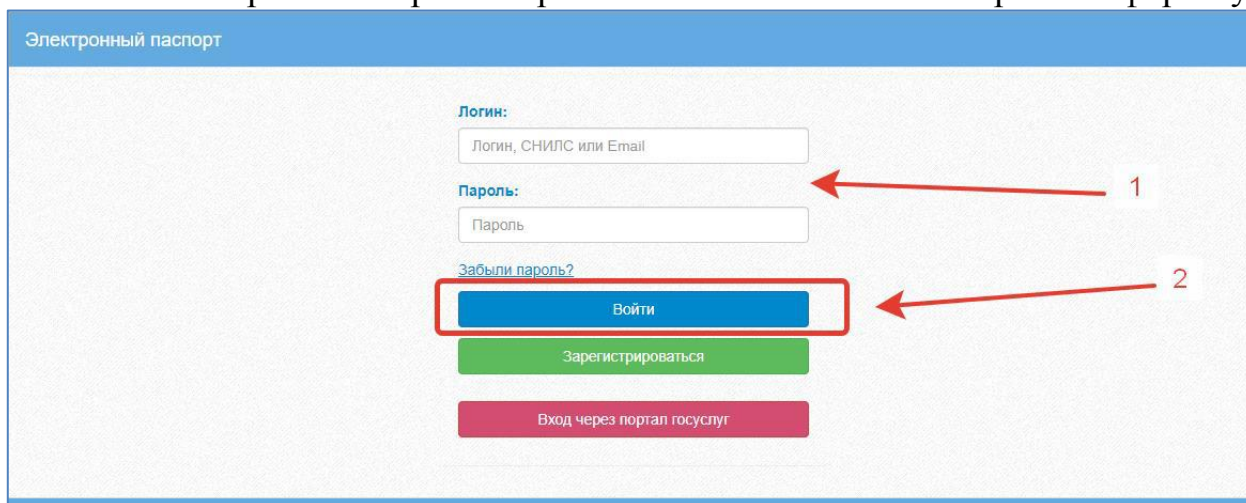 Электронный паспорт
Логин:
Логин, СНИЛС или Email
1
Пароль:
Пароль
Забыли пароль?
2
Войти
Зарегистрироваться
Вход через портал госуслуг